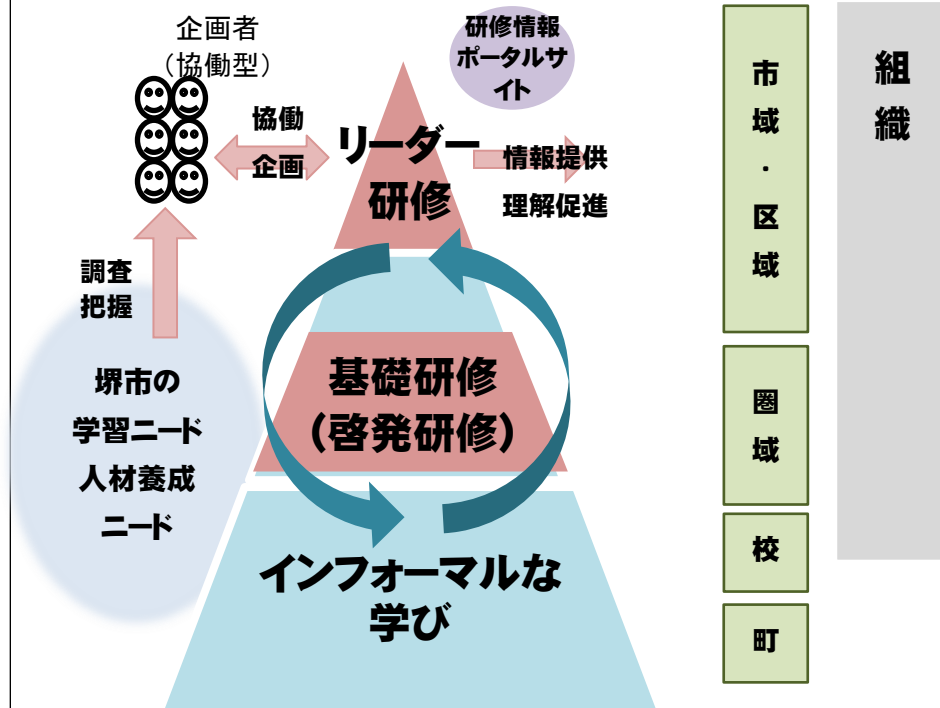 企画者
（協働型）
研修情報
ポータルサ
イト
協働
企画
リーダー
研修
情報提供
理解促進
調査
把握
堺市の
学習ニード
人材養成
ニード
基礎研修
（啓発研修）
インフォーマルな
学び
市
域
・
区
域
圏
域
校
町
組
織